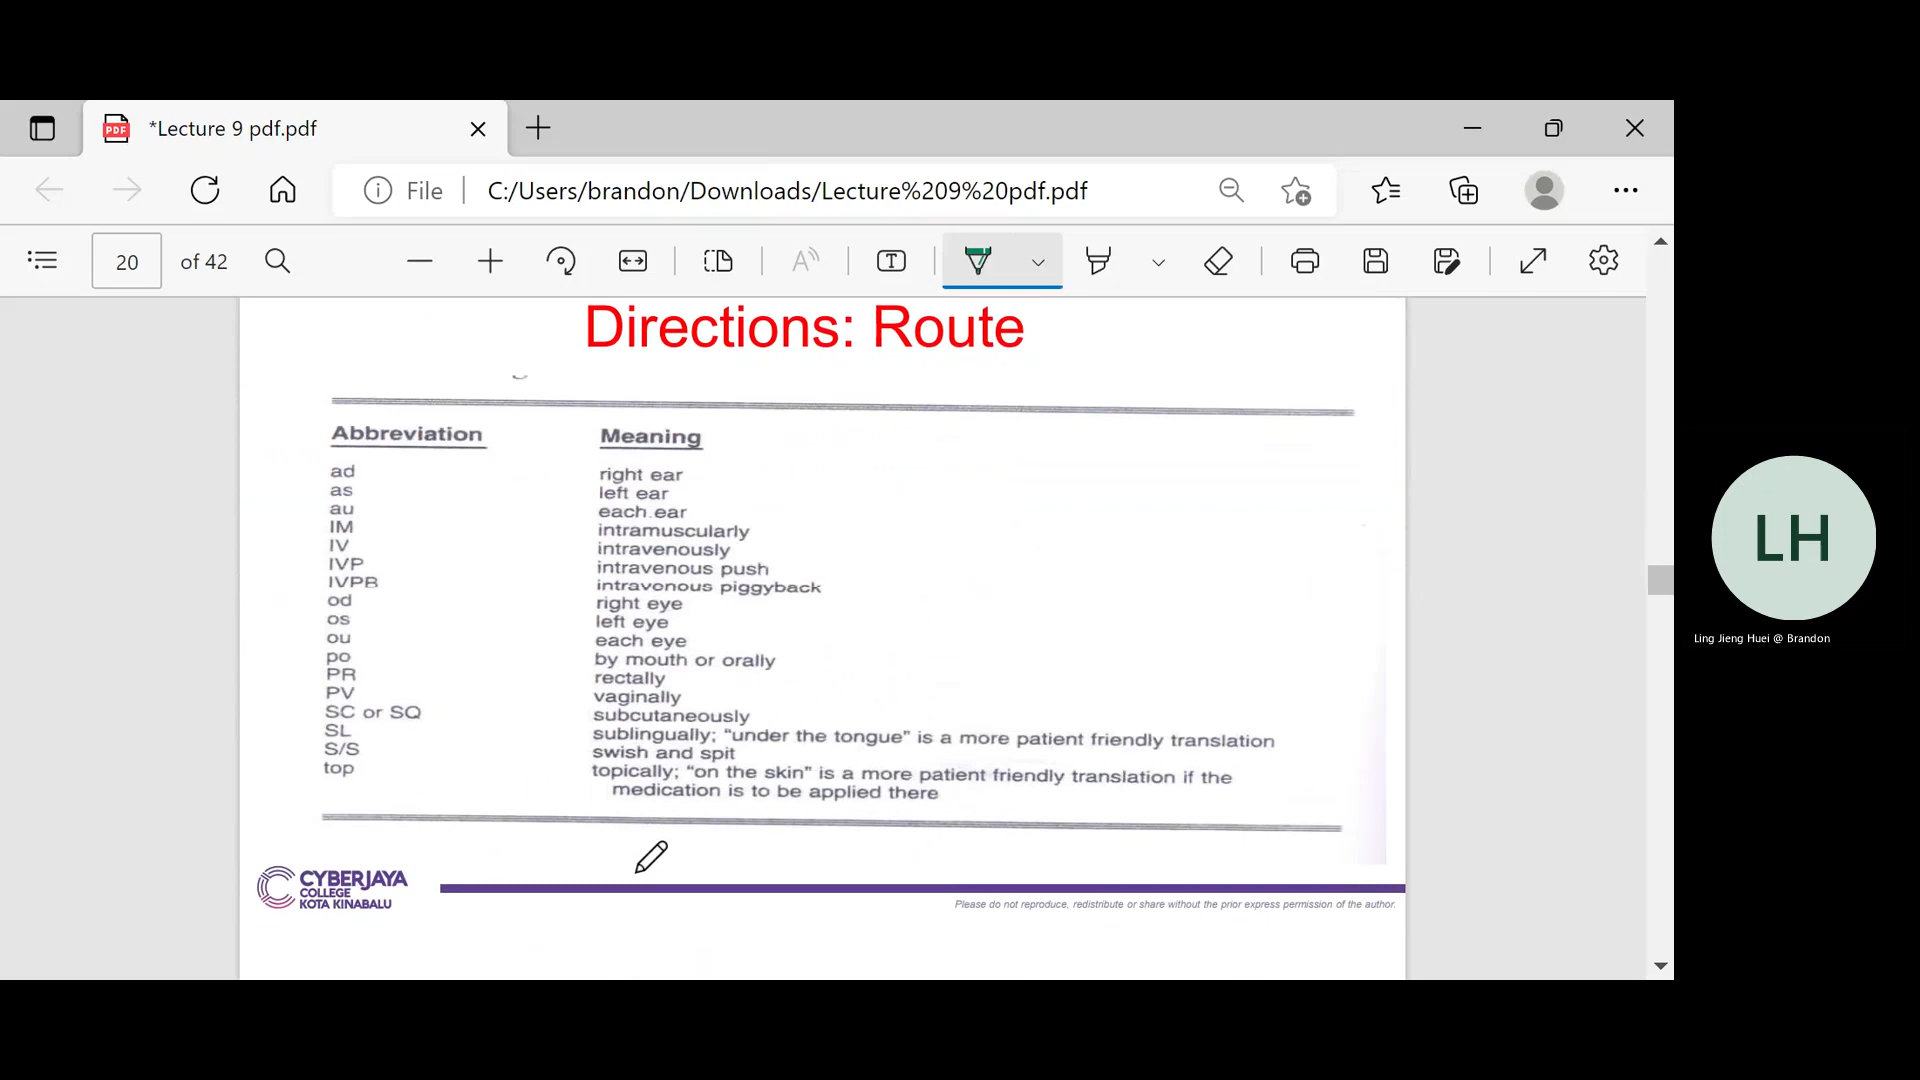 *Lecture 9 pdf.pdf
File
C:/Users/brandon/Downloads/Lecture%209%20pdf.pdf
20 of 42
Directions: Route
Abbreviation Meaning
ad right ear
as left ear
au each ear
IM intramuscularly
IV intravenously
IVP intravenous push
IVPB intravenous piggyback
od right eye
os left eye
ou each eye
po by mouth or orally
PR rectally
PV vaginally
SC or SQ subcutaneously
SL sublingually; “under the tongue” is a more patient friendly translation
S/S swish and spit
top topically; “on the skin” is a more patient friendly translation if the
medication is to be applied there
CYBERJAYA
COLLEGE
KOTA KINABALU
Please do not reproduce, redistribute or share without the prior express permission of the author.
LH
Ling Jieng Huei @ Brandon